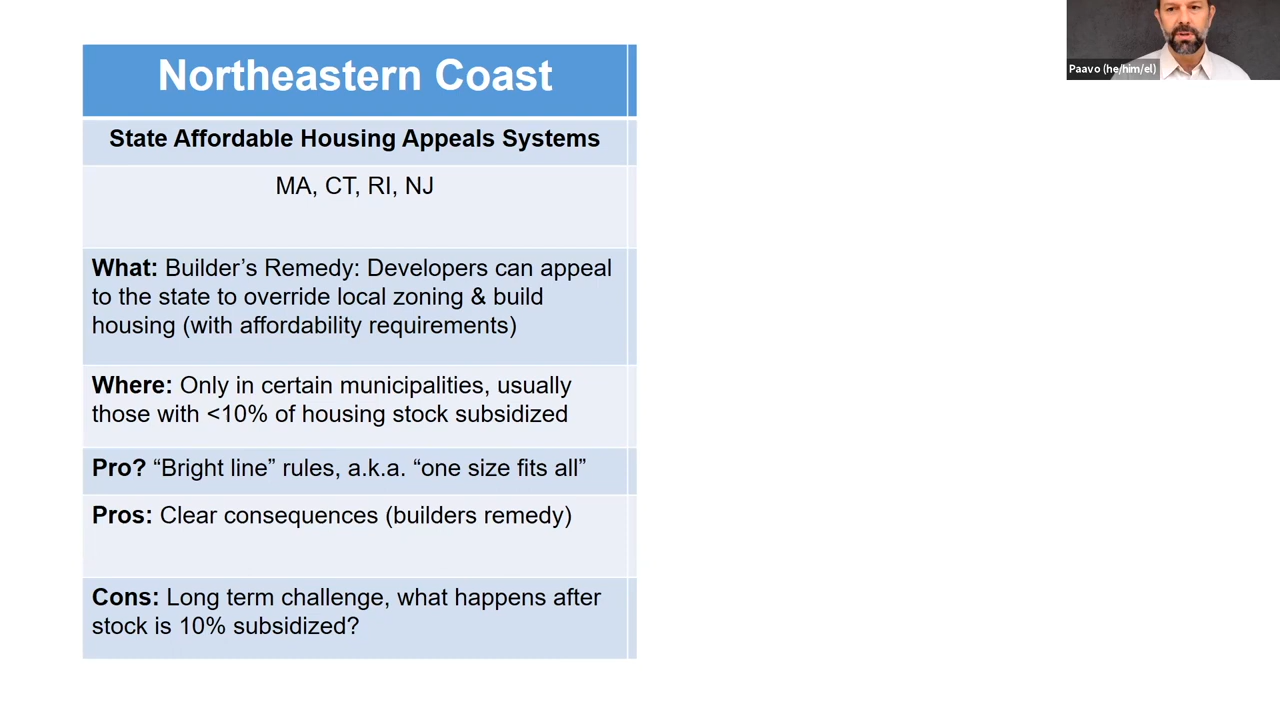 Northeastern Coast
State Affordable Housing Appeals Systems
MA, CT, RI, NJ
What: Builder’s Remedy: Developers can appeal
to the state to override local zoning & build
housing (with affordability requirements)
Where: Only in certain municipalities, usually
those with <10% of housing stock subsidized
Pro? “Bright line” rules, a.k.a. “one size fits all”
Pros: Clear consequences (builders remedy)
Cons: Long term challenge, what happens after
stock is 10% subsidized?
Paavo (he/him/el)